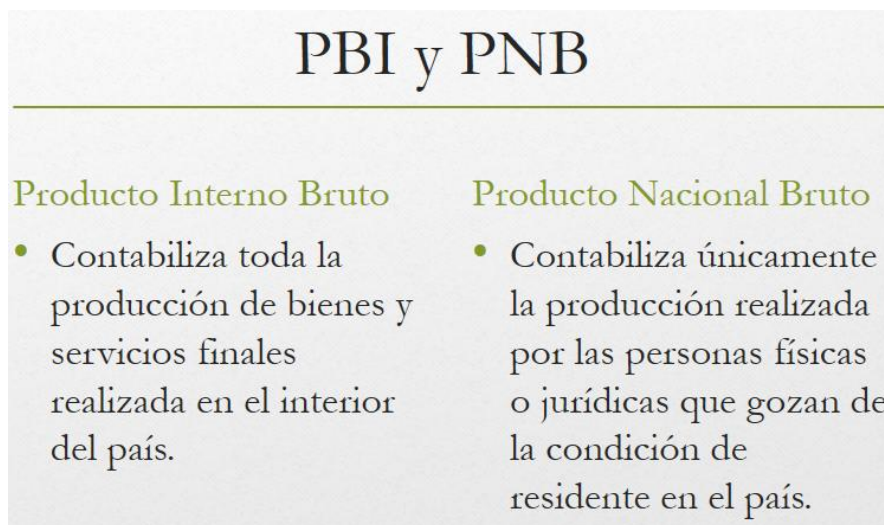 PBI y PNB
Producto Interno Bruto
• Contabiliza toda la
producción de bienes y
servicios finales
realizada en el interior
del país.
Producto Nacional Bruto
• Contabiliza únicamente
la producción realizada
por las personas físicas
o jurídicas que gozan de
la condición de
residente en el país.